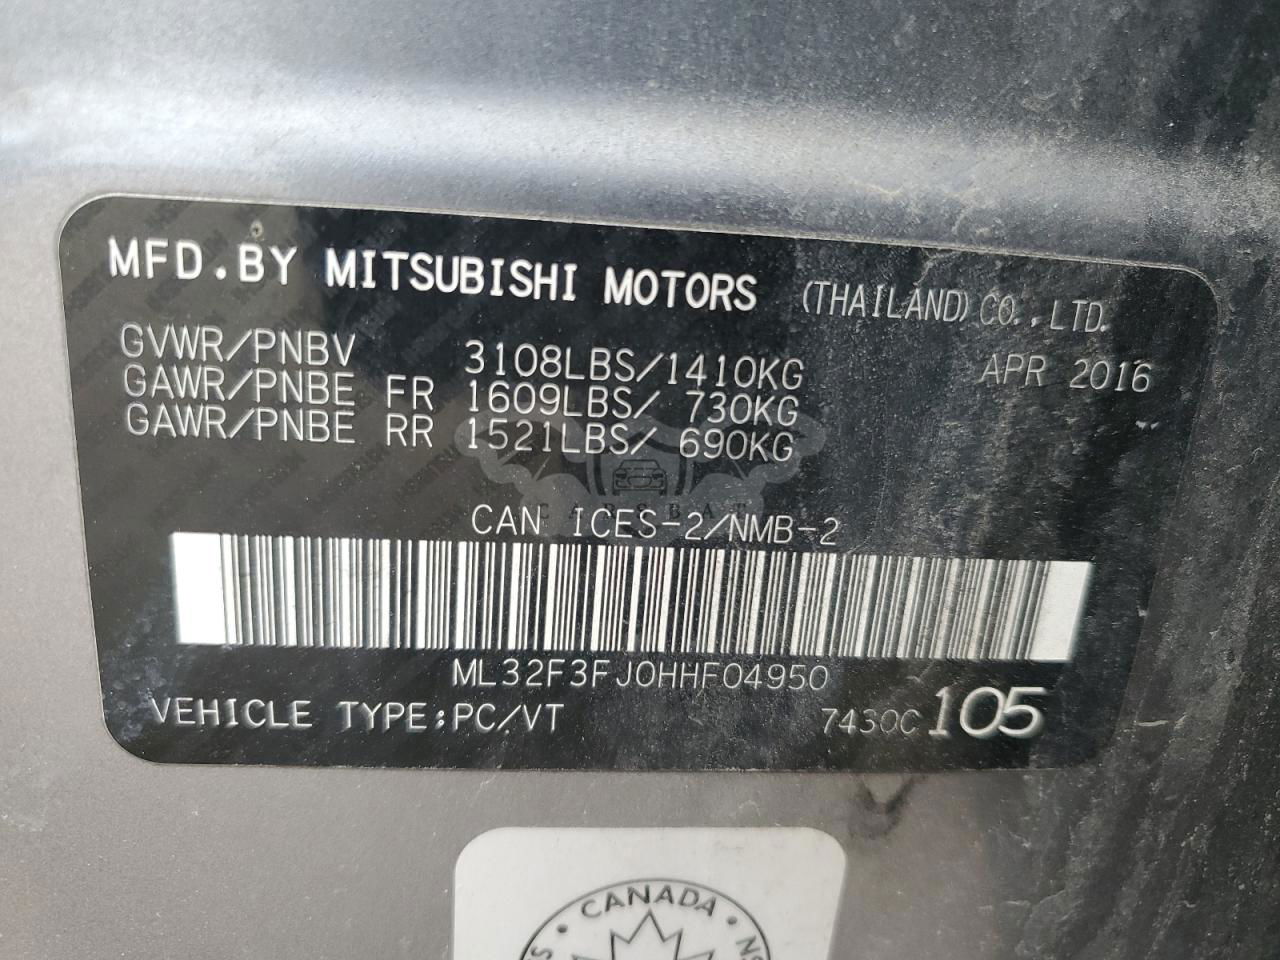 MFD.BY MITSUBISHI MOTORS (THAILAND) CO.,LTD.
GVWR/PNBV 3108LBS/1410KG APR 2016
GAWR/PNBE FR 1609LBS/ 730KG
GAWR/PNBE RR 1521LBS/ 690KG
CARSBAT
CAN ICES-2/NMB-2
ML32F3FJ0HHF04950
VEHICLE TYPE:PC/VT 7430C 105
CANADA